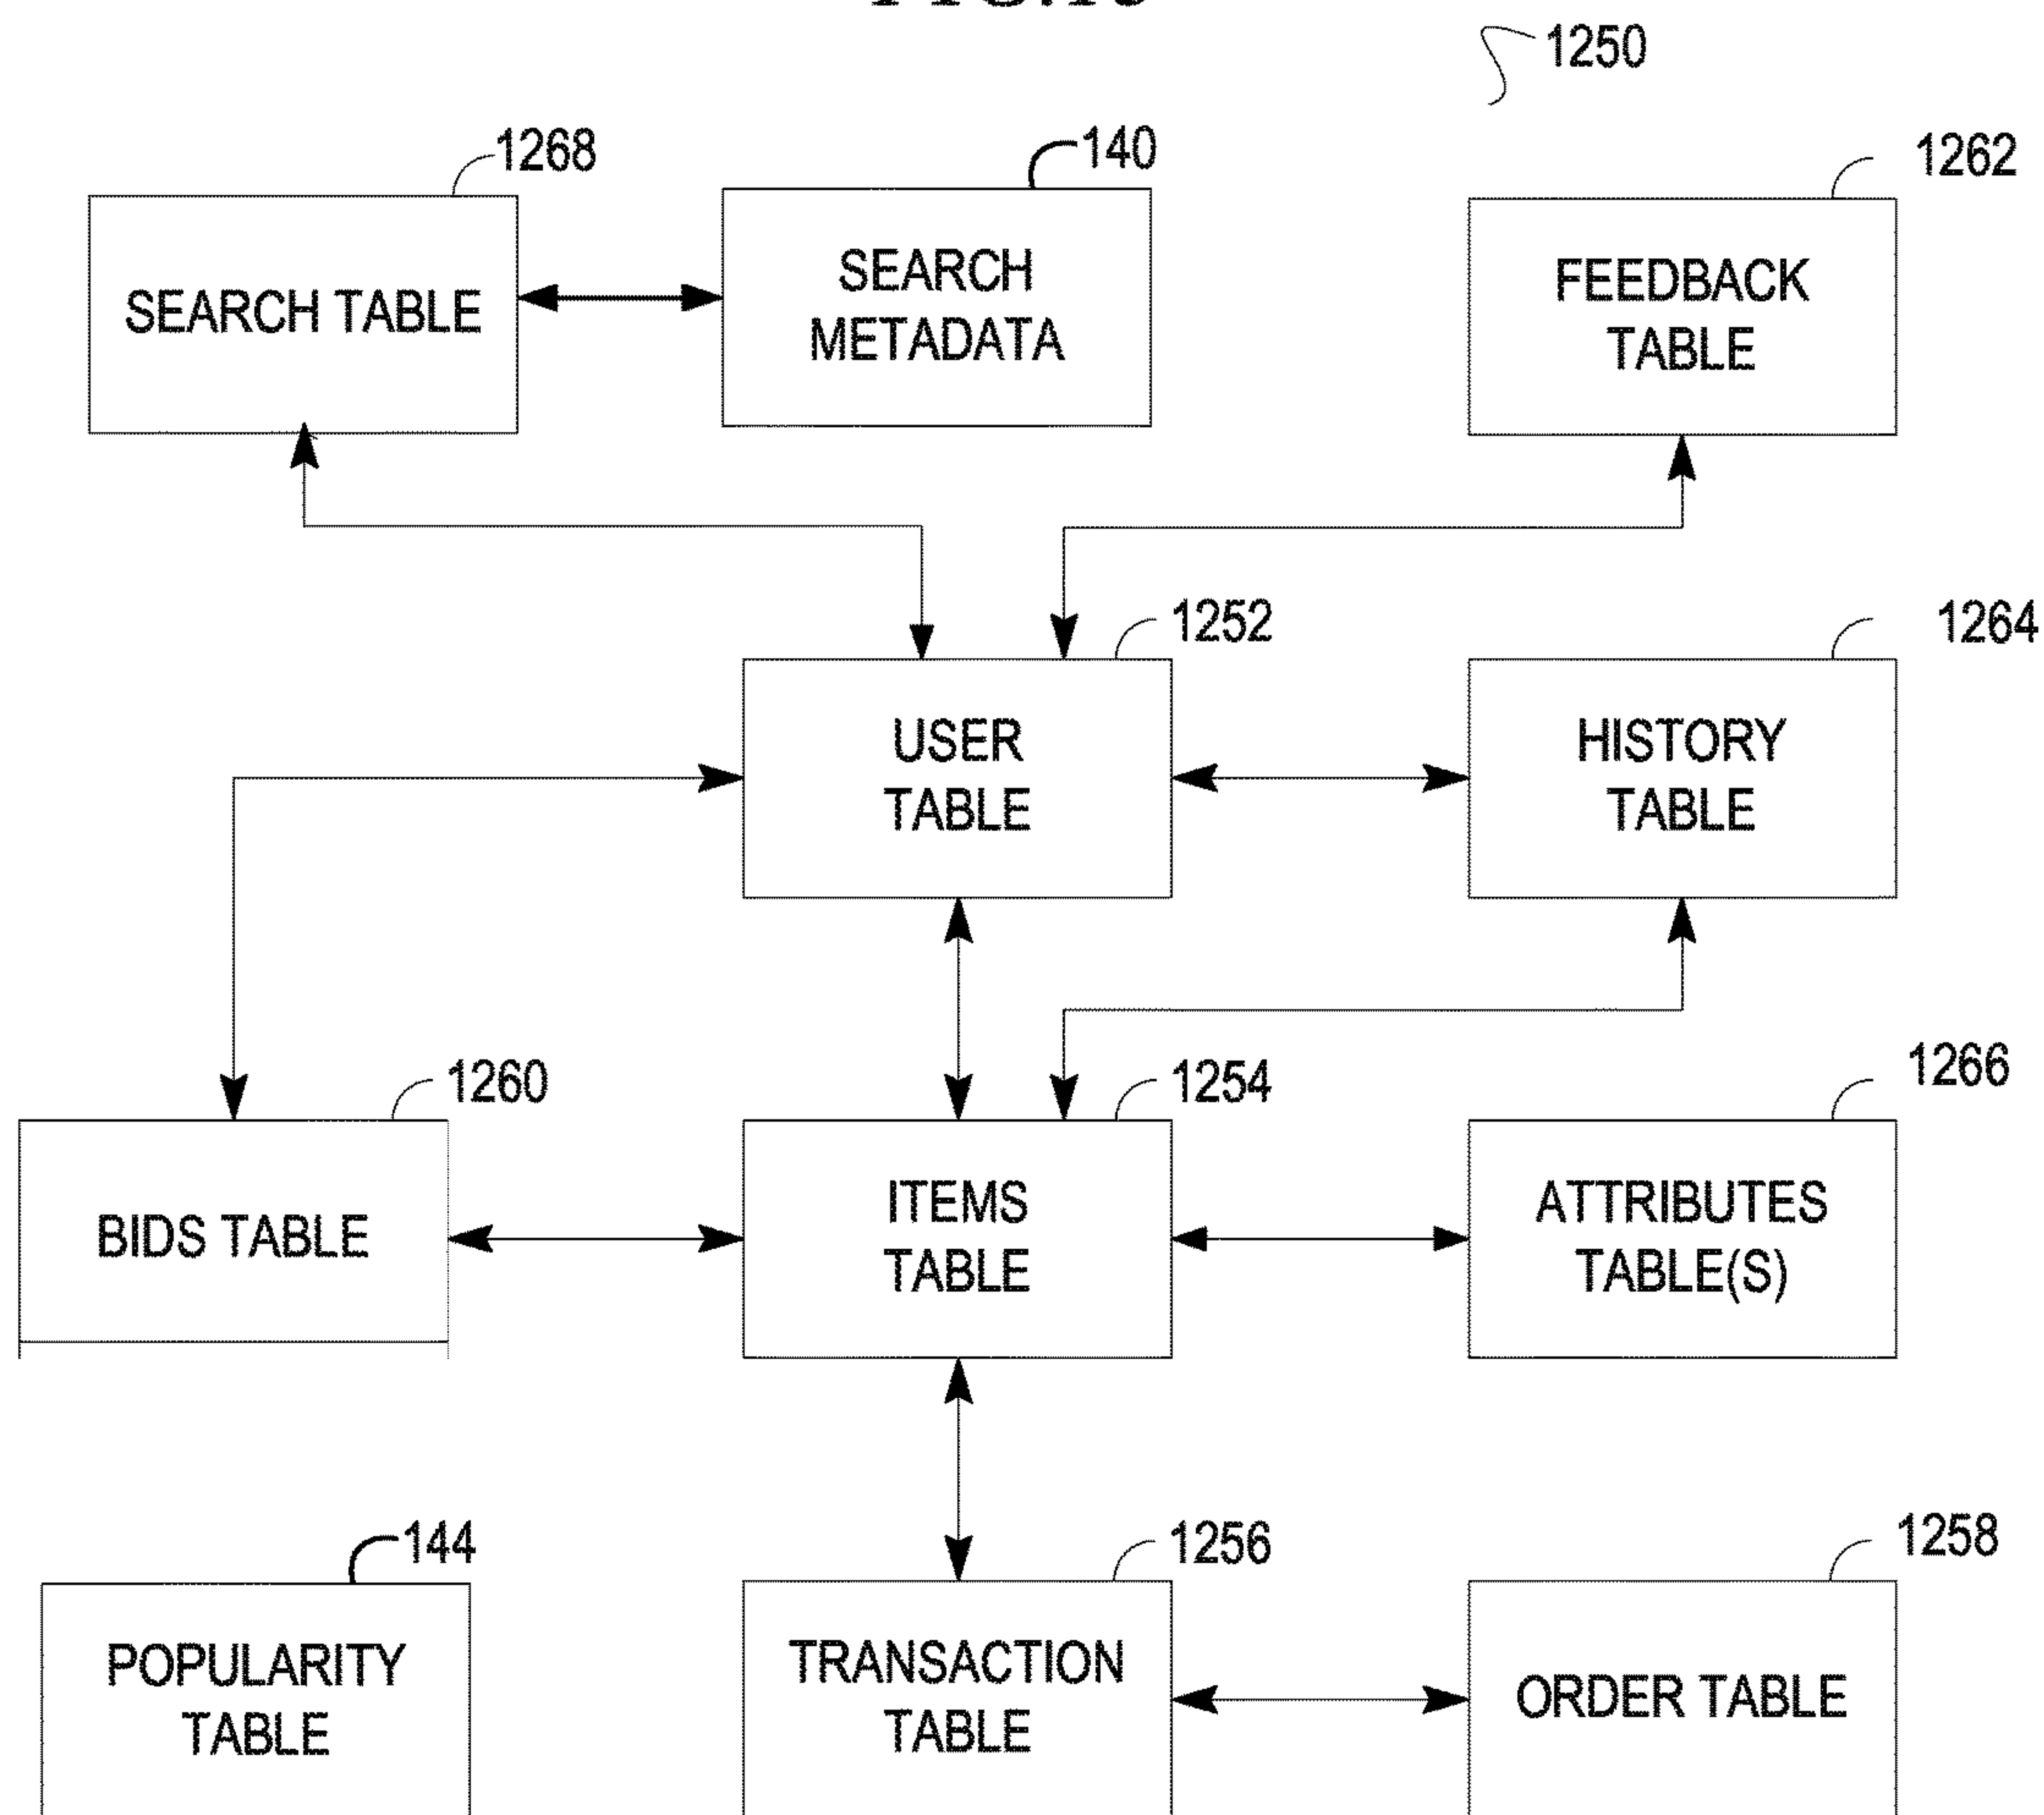 1250
1268
140
1262
SEARCH TABLE
SEARCH
METADATA
FEEDBACK
TABLE
1252
1264
USER
TABLE
HISTORY
TABLE
1260
1254
1266
BIDS TABLE
ITEMS
TABLE
ATTRIBUTES
TABLE(S)
144
1256
1258
POPULARITY
TABLE
TRANSACTION
TABLE
ORDER TABLE